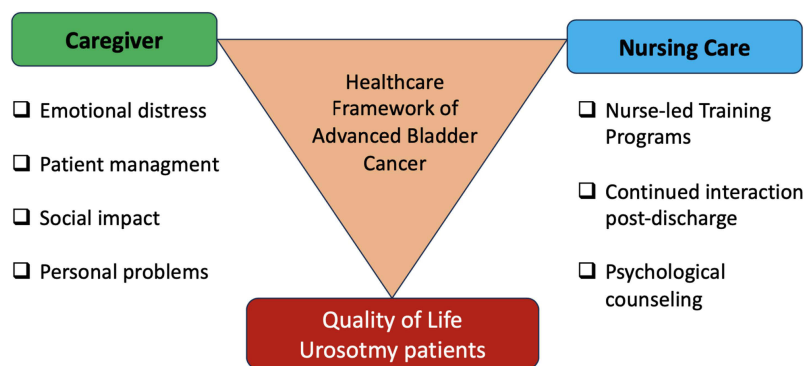 Caregiver
❑ Emotional distress
❑ Patient managment
❑ Social impact
❑ Personal problems
Healthcare
Framework of
Advanced Bladder
Cancer
Nursing Care
❑ Nurse-led Training
Programs
❑ Continued interaction
post-discharge
❑ Psychological
counseling
Quality of Life
Urosotmy patients